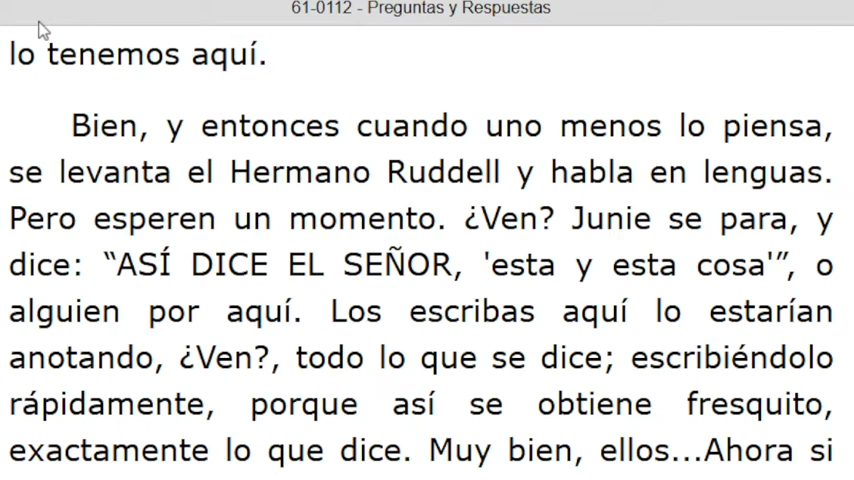 61-0112 - Preguntas y Respuestas
lo tenemos aquí.
Bien, y entonces cuando uno menos lo piensa,
se levanta el Hermano Ruddell y habla en lenguas.
Pero esperen un momento. ¿Ven? Junie se para, y
dice: “ASÍ DICE EL SEÑOR, 'esta y esta cosa'”, o
alguien por aquí. Los escribas aquí lo estarían
anotando, ¿Ven?, todo lo que se dice; escribiéndolo
rápidamente, porque así se obtiene fresquito,
exactamente lo que dice. Muy bien, ellos...Ahora si